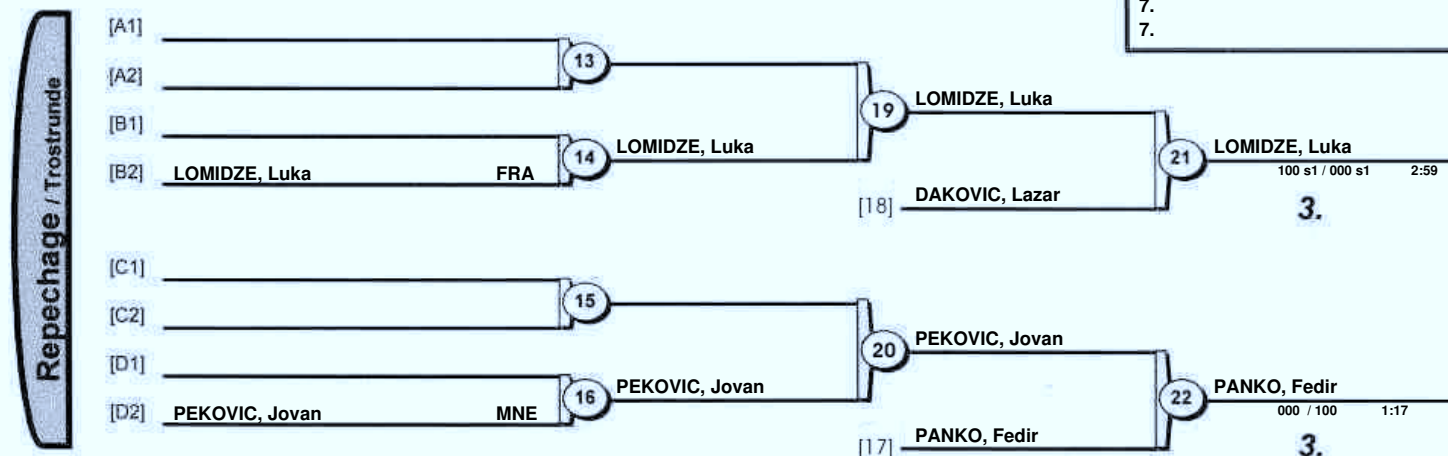 7.
7.
Repechage / Trostrunde
[A1]
[A2]
13
[B1]
[B2] LOMIDZE, Luka FRA
14 LOMIDZE, Luka
19 LOMIDZE, Luka
[18] DAKOVIC, Lazar
21 LOMIDZE, Luka
100 s1 / 000 s1 2:59
3.
[C1]
[C2]
15
[D1]
[D2] PEKOVIC, Jovan MNE
16 PEKOVIC, Jovan
20 PEKOVIC, Jovan
[17] PANKO, Fedir
22 PANKO, Fedir
000 / 100 1:17
3.